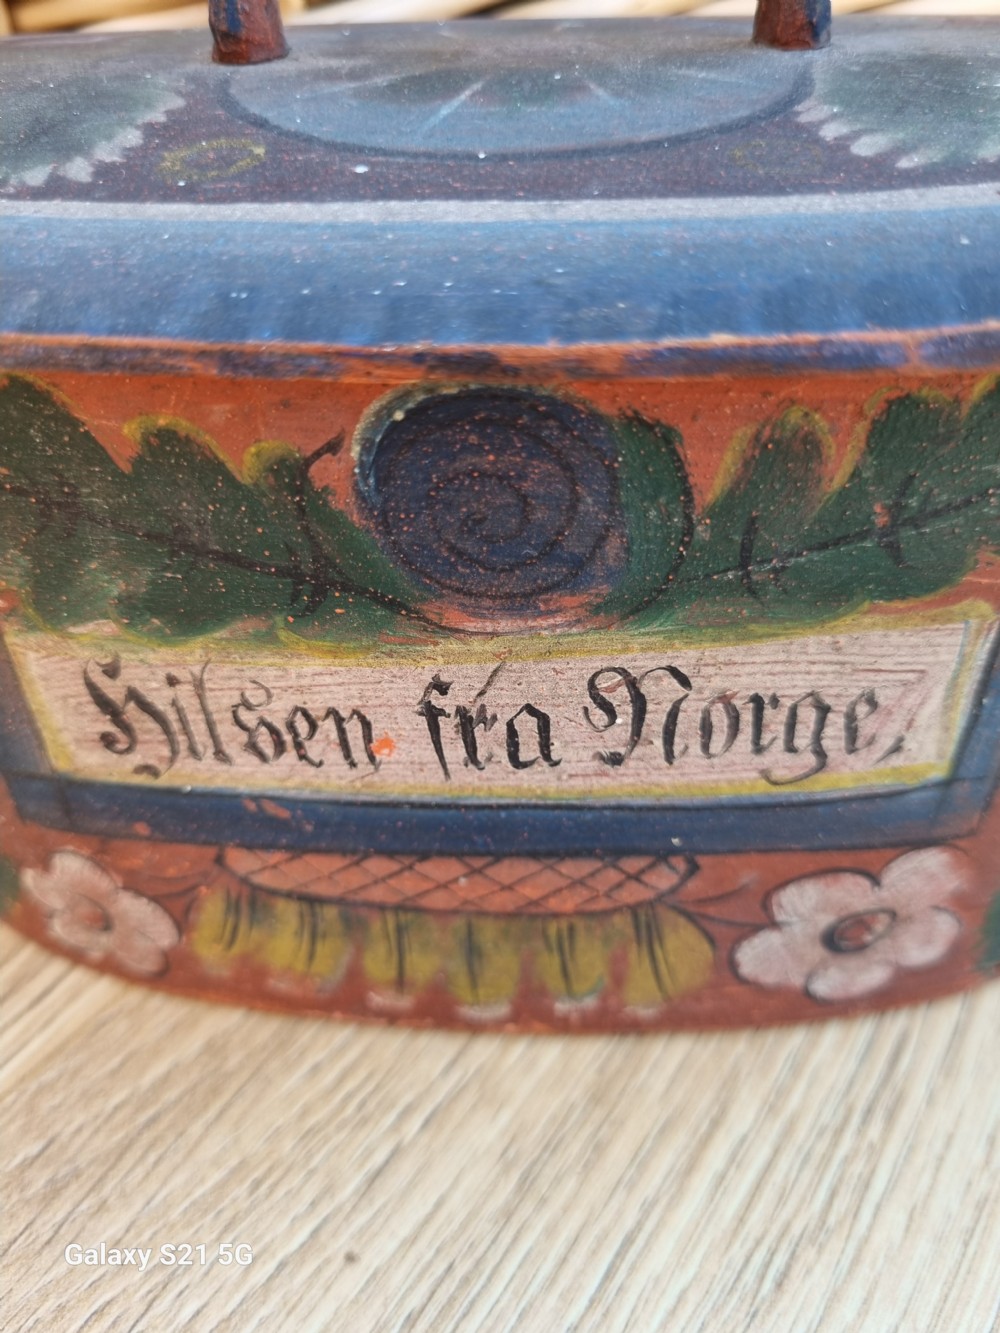 Hilsen fra Norge,
Galaxy S21 5G